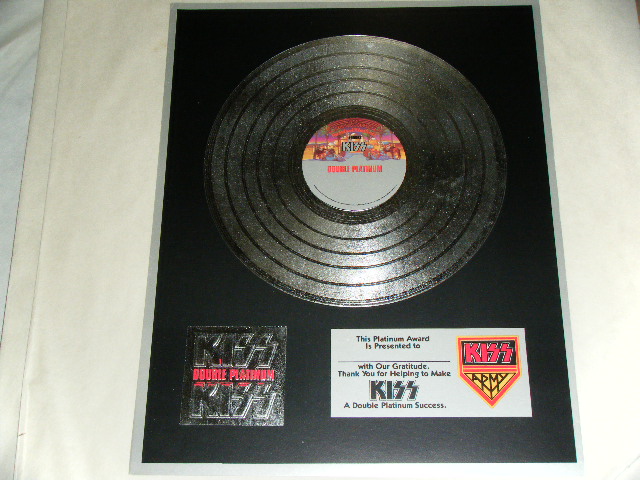 KISS
DOUBLE PLATINUM
KISS
DOUBLE PLATINUM
KISS
This Platinum Award
Is Presented to
with Our Gratitude.
Thank You for Helping to Make
KISS
A Double Platinum Success.
KISS
ARMY